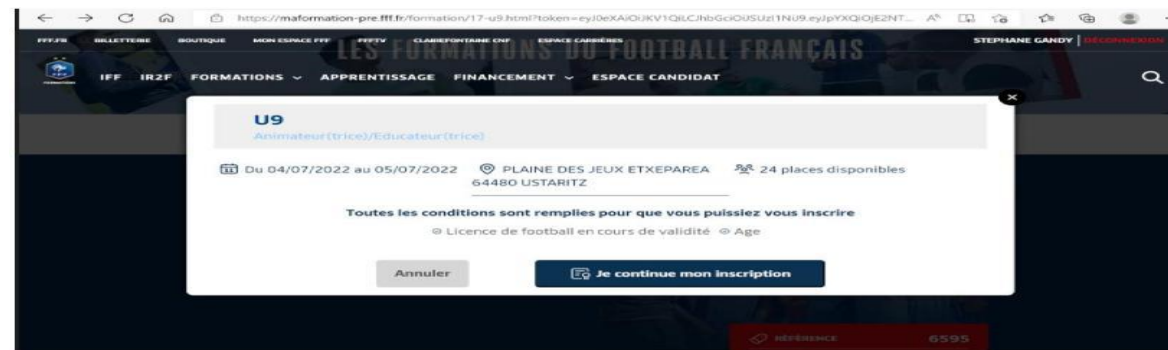 https://maformation-pre.fff.fr/formation/17-u9.html?token=eyJ0eXAiOiJKV1QiLCJhbGciOiJSUzI1NiJ9.eyJpYXQiOjE2NT...
FFF.FR BILLETTERIE BOUTIQUE MON ESPACE FFF FFFTV CLAIREFONTAINE CNF ESPACE CARRIÈRES STEPHANE GANDY DÉCONNEXION
LES FORMATIONS DU FOOTBALL FRANÇAIS
IFF IR2F FORMATIONS APPRENTISSAGE FINANCEMENT ESPACE CANDIDAT
U9
Animateur(trice)/Educateur(trice)
Du 04/07/2022 au 05/07/2022 PLAINE DES JEUX ETXEPAREA 24 places disponibles
64480 USTARITZ
Toutes les conditions sont remplies pour que vous puissiez vous inscrire
Licence de football en cours de validité Age
Annuler Je continue mon inscription
RÉFÉRENCE 6595